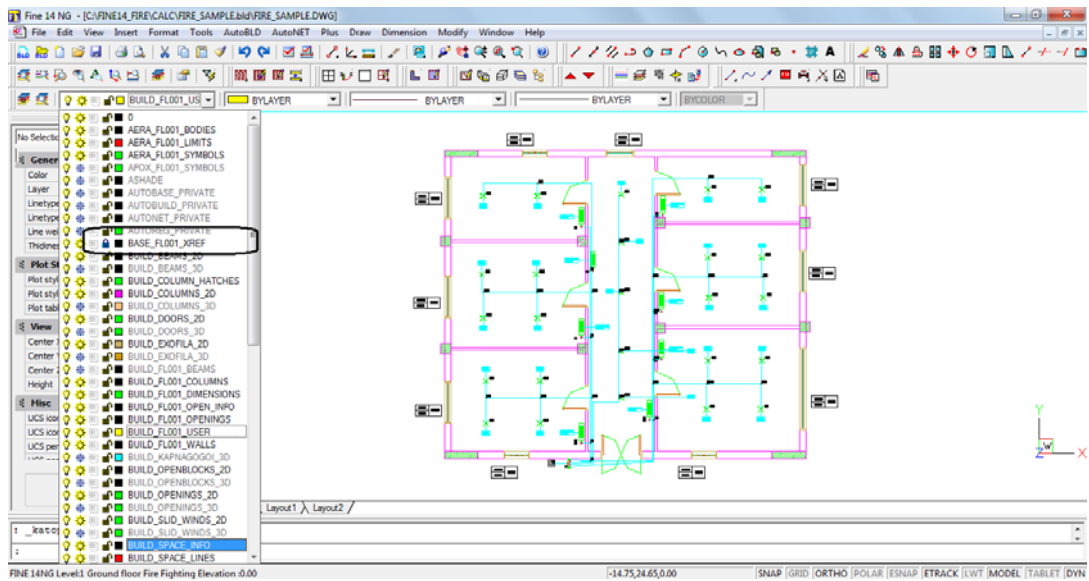 Fine 14 NG - [C:\FINE14_FIRE\CALC\FIRE_SAMPLE.bld\FIRE_SAMPLE.DWG]
File Edit View Insert Format Tools AutoBLD AutoNET Plus Draw Dimension Modify Window Help
BUILD_FL001_US
BYLAYER
BYLAYER
BYLAYER
BYCOLOR
No Selectio
Gener
Color
Layer
Linetype
Linetype
Line wei
Thicknes
Plot St
Plot styl
Plot styl
Plot tabl
View
Center
Center
Center
Height
Misc
UCS icon
UCS icon
UCS per
0
AERA_FL001_BODIES
AERA_FL001_LIMITS
AERA_FL001_SYMBOLS
APOX_FL001_SYMBOLS
ASHADE
AUTOBASE_PRIVATE
AUTOBUILD_PRIVATE
AUTONET_PRIVATE
AUTOREG_PRIVATE
BASE_FL001_XREF
BUILD_BEAMS_2D
BUILD_BEAMS_3D
BUILD_COLUMN_HATCHES
BUILD_COLUMNS_2D
BUILD_COLUMNS_3D
BUILD_DOORS_2D
BUILD_DOORS_3D
BUILD_EXOFILA_2D
BUILD_EXOFILA_3D
BUILD_FL001_BEAMS
BUILD_FL001_COLUMNS
BUILD_FL001_DIMENSIONS
BUILD_FL001_OPEN_INFO
BUILD_FL001_OPENINGS
BUILD_FL001_USER
BUILD_FL001_WALLS
BUILD_KAPNAGOGOI_3D
BUILD_OPENBLOCKS_2D
BUILD_OPENBLOCKS_3D
BUILD_OPENINGS_2D
BUILD_OPENINGS_3D
BUILD_SLID_WINDS_2D
BUILD_SLID_WINDS_3D
BUILD_SPACE_INFO
BUILD_SPACE_LINES
Y
W
Z X
Layout1 Layout2
: _kato
:
FINE 14NG Level:1 Ground floor Fire Fighting Elevation :0.00
-14.75,24.65,0.00
SNAP GRID ORTHO POLAR ESNAP ETRACK LWT MODEL TABLET DYN